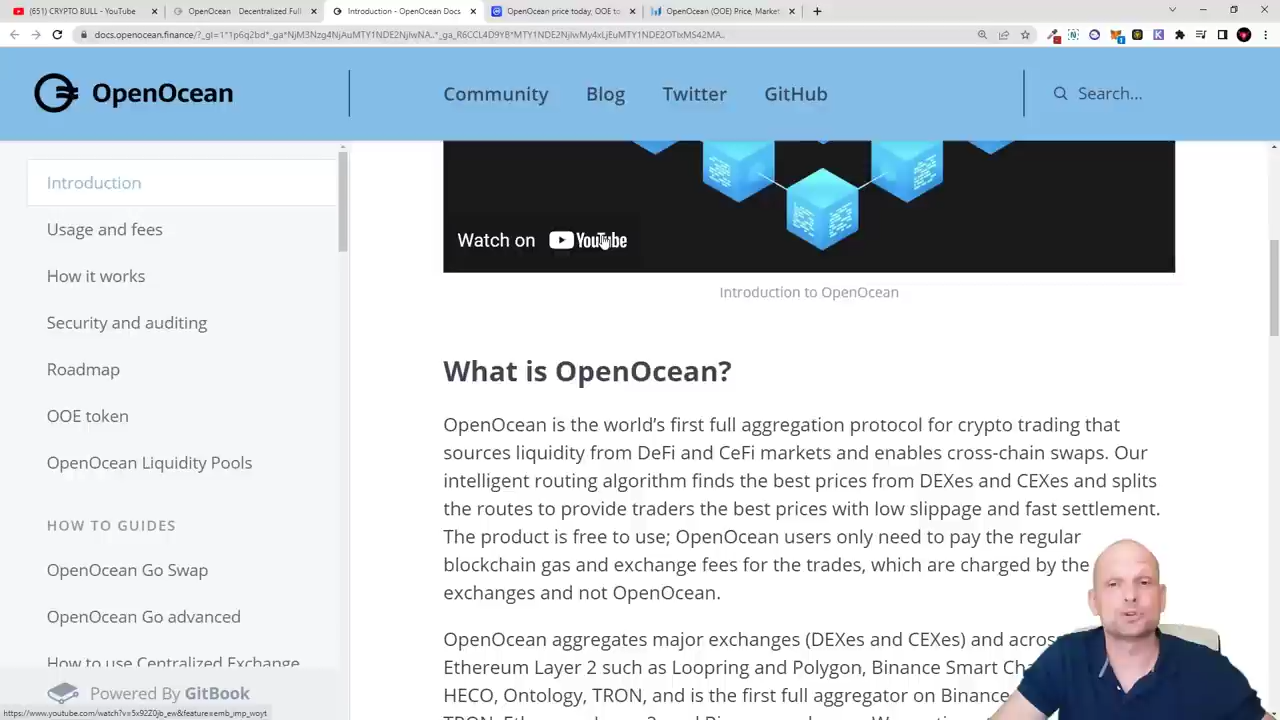 (651) CRYPTO BULL - YouTube
OpenOcean
Decentralized Full
Introduction - OpenOcean Docs
OpenOcean price today, OOE to
OpenOcean (OOE) Price, Market
OpenOcean
Community
Blog
Twitter
GitHub
Search...
Introduction
Usage and fees
How it works
Security and auditing
Roadmap
OOE token
OpenOcean Liquidity Pools
HOW TO GUIDES
OpenOcean Go Swap
OpenOcean Go advanced
How to use Centralized Exchange
Powered By GitBook
Watch on YouTube
Introduction to OpenOcean
What is OpenOcean?
OpenOcean is the world's first full aggregation protocol for crypto trading that
sources liquidity from DeFi and CeFi markets and enables cross-chain swaps. Our
intelligent routing algorithm finds the best prices from DEXes and CEXes and splits
the routes to provide traders the best prices with low slippage and fast settlement.
The product is free to use; OpenOcean users only need to pay the regular
blockchain gas and exchange fees for the trades, which are charged by the
exchanges and not OpenOcean.
OpenOcean aggregates major exchanges (DEXes and CEXes) and
Ethereum Layer 2 such as Loopring and Polygon, Binance Smart
HECO, Ontology, TRON, and is the first full aggregator on Binance